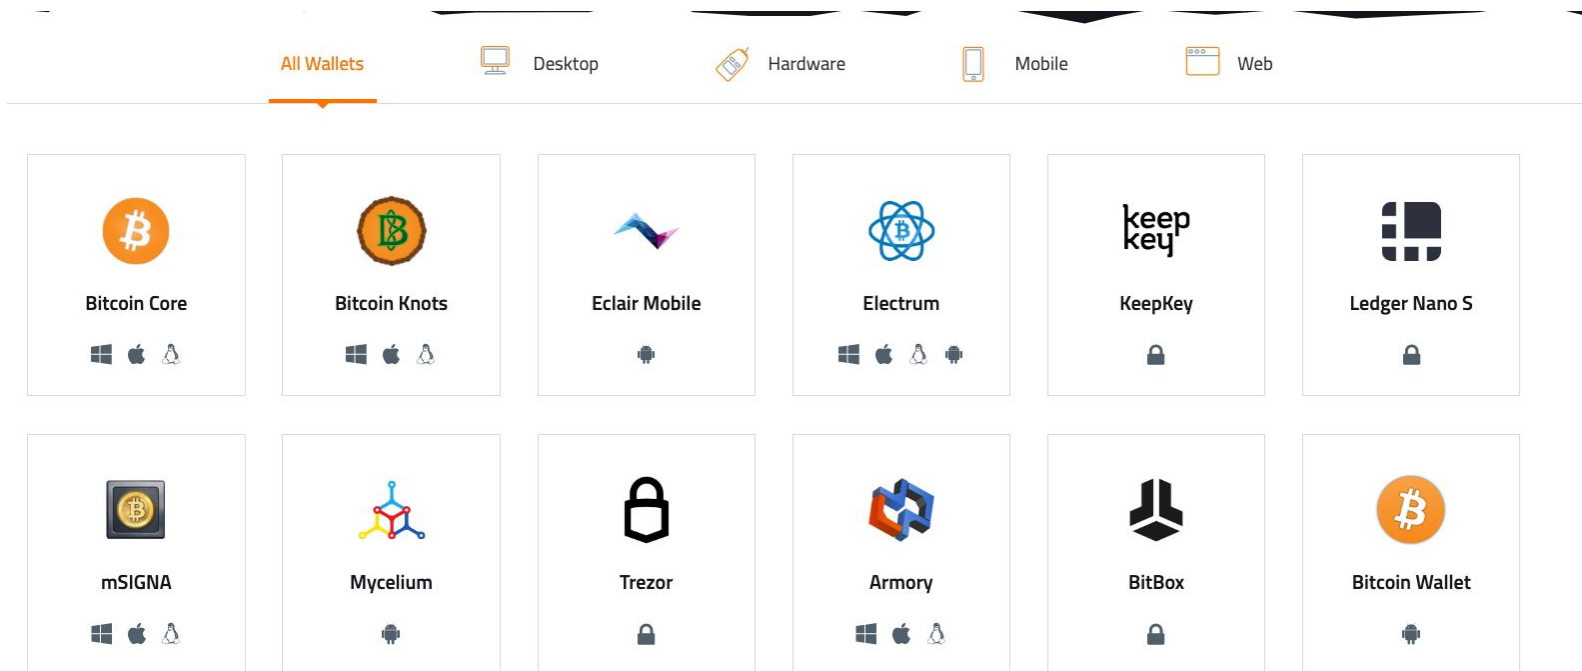 All Wallets Desktop Hardware Mobile Web
keep
key
Bitcoin Core Bitcoin Knots Eclair Mobile Electrum KeepKey Ledger Nano S
mSIGNA Mycelium Trezor Armory BitBox Bitcoin Wallet